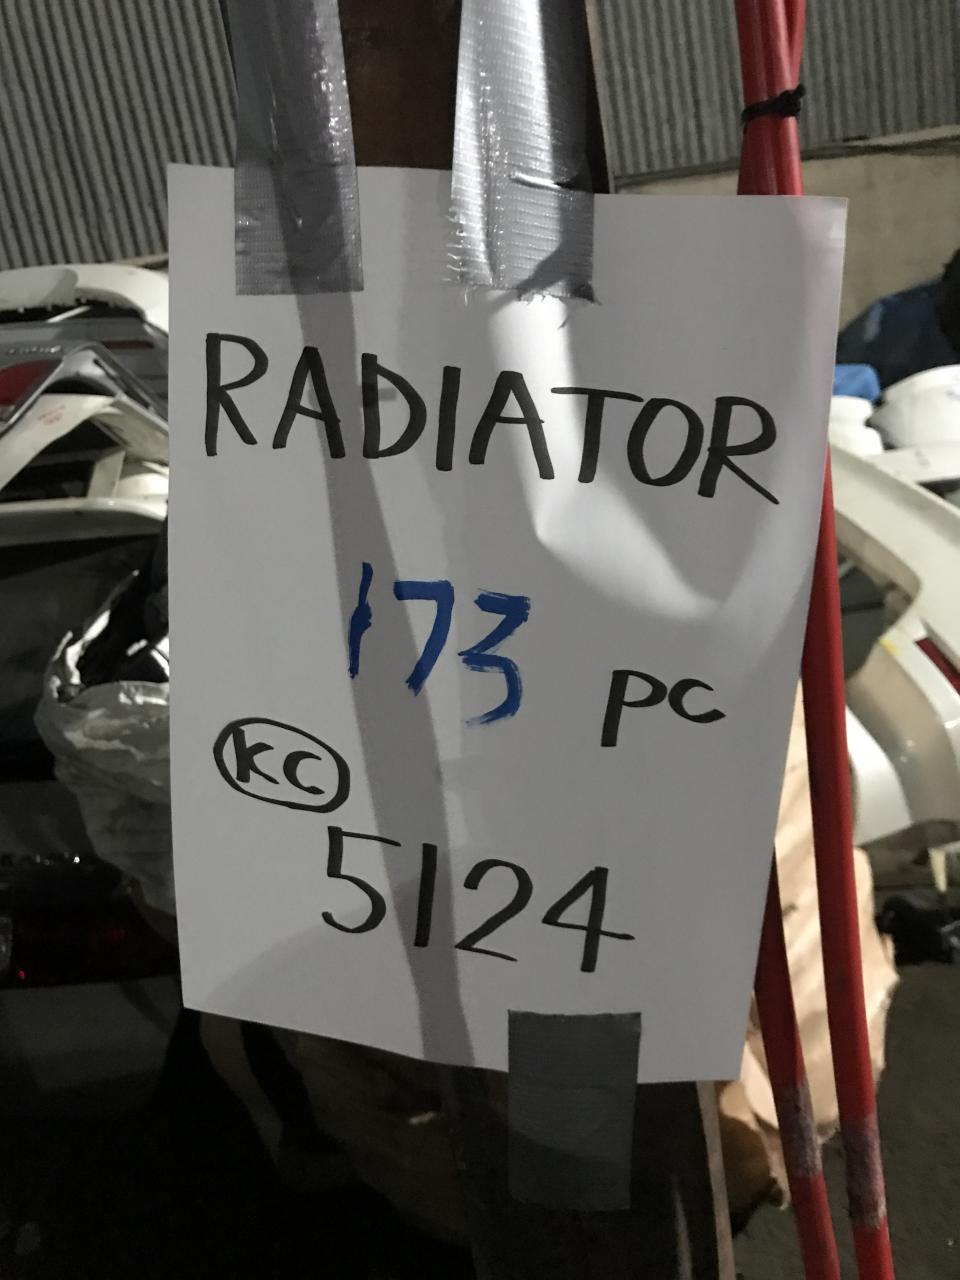 RADIATOR
173 PC
KC
5124